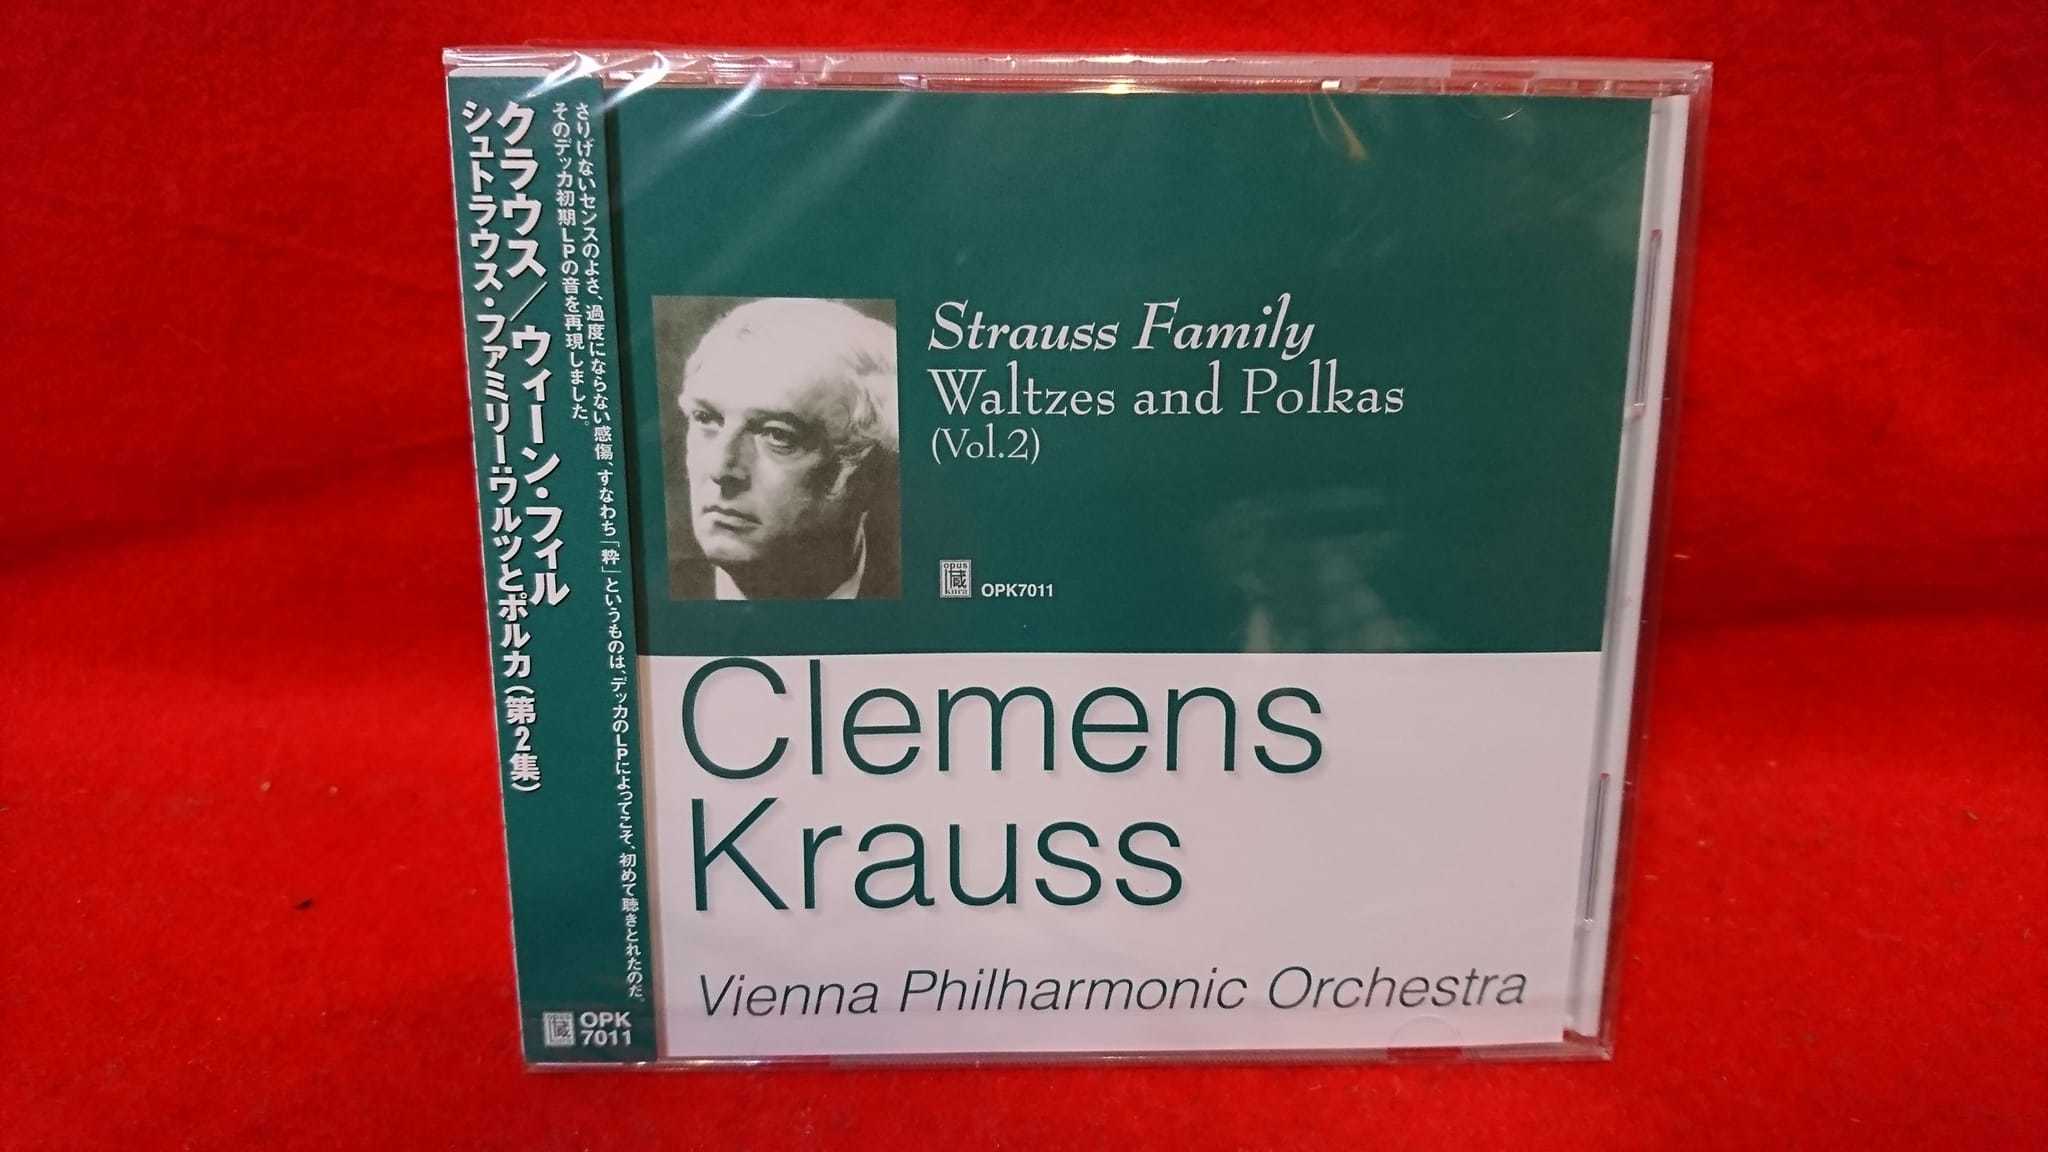 クラウス／ウィーン・フィル
シュトラウス・ファミリー：ワルツとポルカ（第2集）
さりげないセンスのよさ、過度にならない感傷、すなわち「粋」というものは、デッカのLPによってこそ、初めて聴きとれたのだ。
そのデッカ初期LPの音を再現しました。
OPK
7011
Strauss Family
Waltzes and Polkas
(Vol.2)
opus
蔵
kura
OPK7011
Clemens
Krauss
Vienna Philharmonic Orchestra